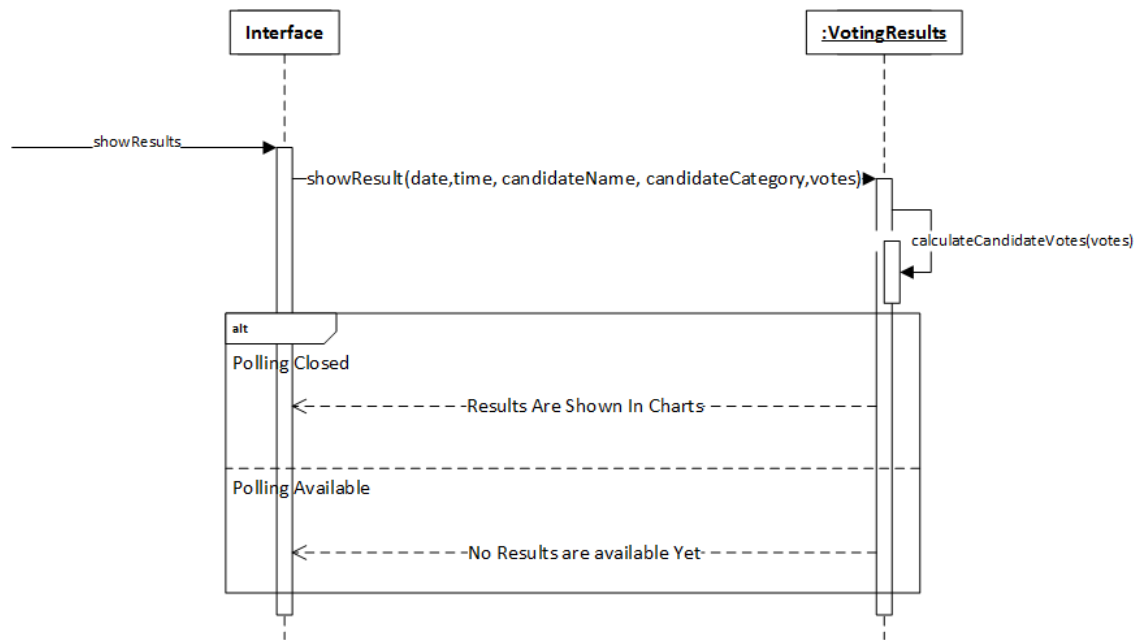 Interface
:VotingResults
showResults
showResult(date,time, candidateName, candidateCategory,votes)
calculateCandidateVotes(votes)
alt
Polling Closed
Results Are Shown In Charts
Polling Available
No Results are available Yet